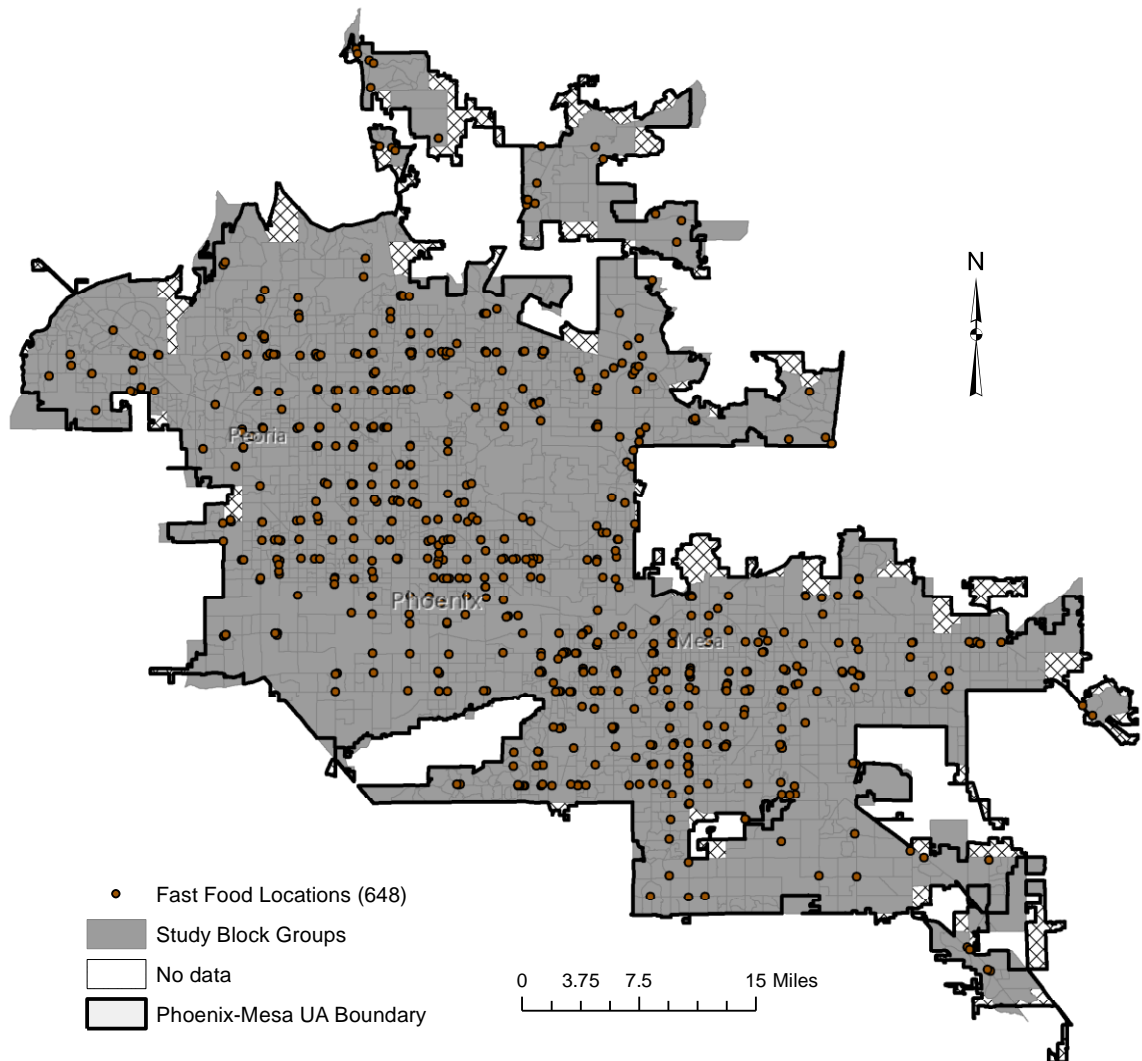 N
Peoria
Phoenix
Mesa
Fast Food Locations (648)
Study Block Groups
No data
Phoenix-Mesa UA Boundary
0 3.75 7.5 15 Miles